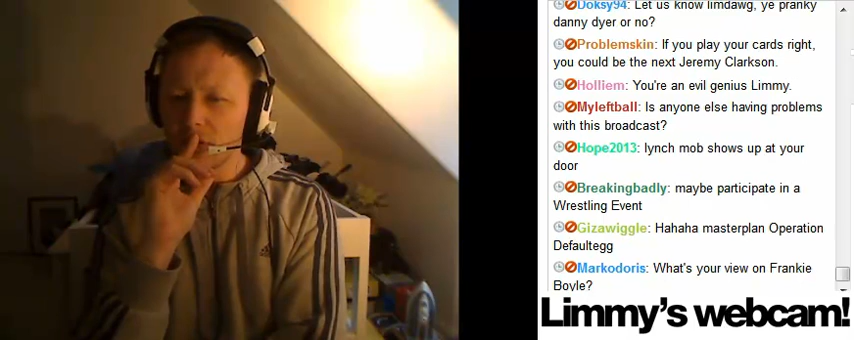 Doksy94: Let us know limdawg, ye pranky
danny dyer or no?
Problemskin: If you play your cards right,
you could be the next Jeremy Clarkson.
Holliem: You're an evil genius Limmy.
Myleftball: Is anyone else having problems
with this broadcast?
Hope2013: lynch mob shows up at your
door
Breakingbadly: maybe participate in a
Wrestling Event
Gizawiggle: Hahaha masterplan Operation
Defaultegg
Markodoris: What's your view on Frankie
Boyle?
Limmy's webcam!